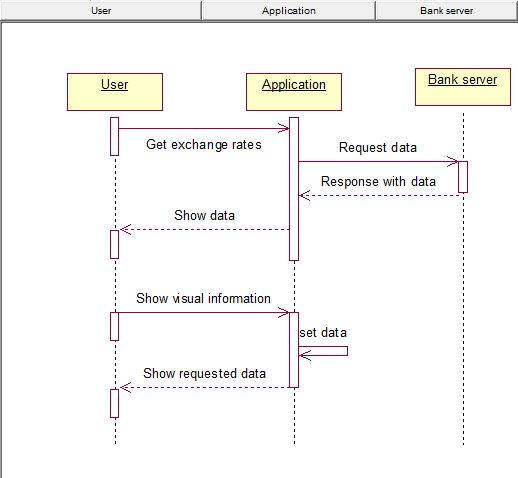 User
Application
Bank server
User
Application
Bank server
Get exchange rates
Request data
Response with data
Show data
Show visual information
set data
Show requested data